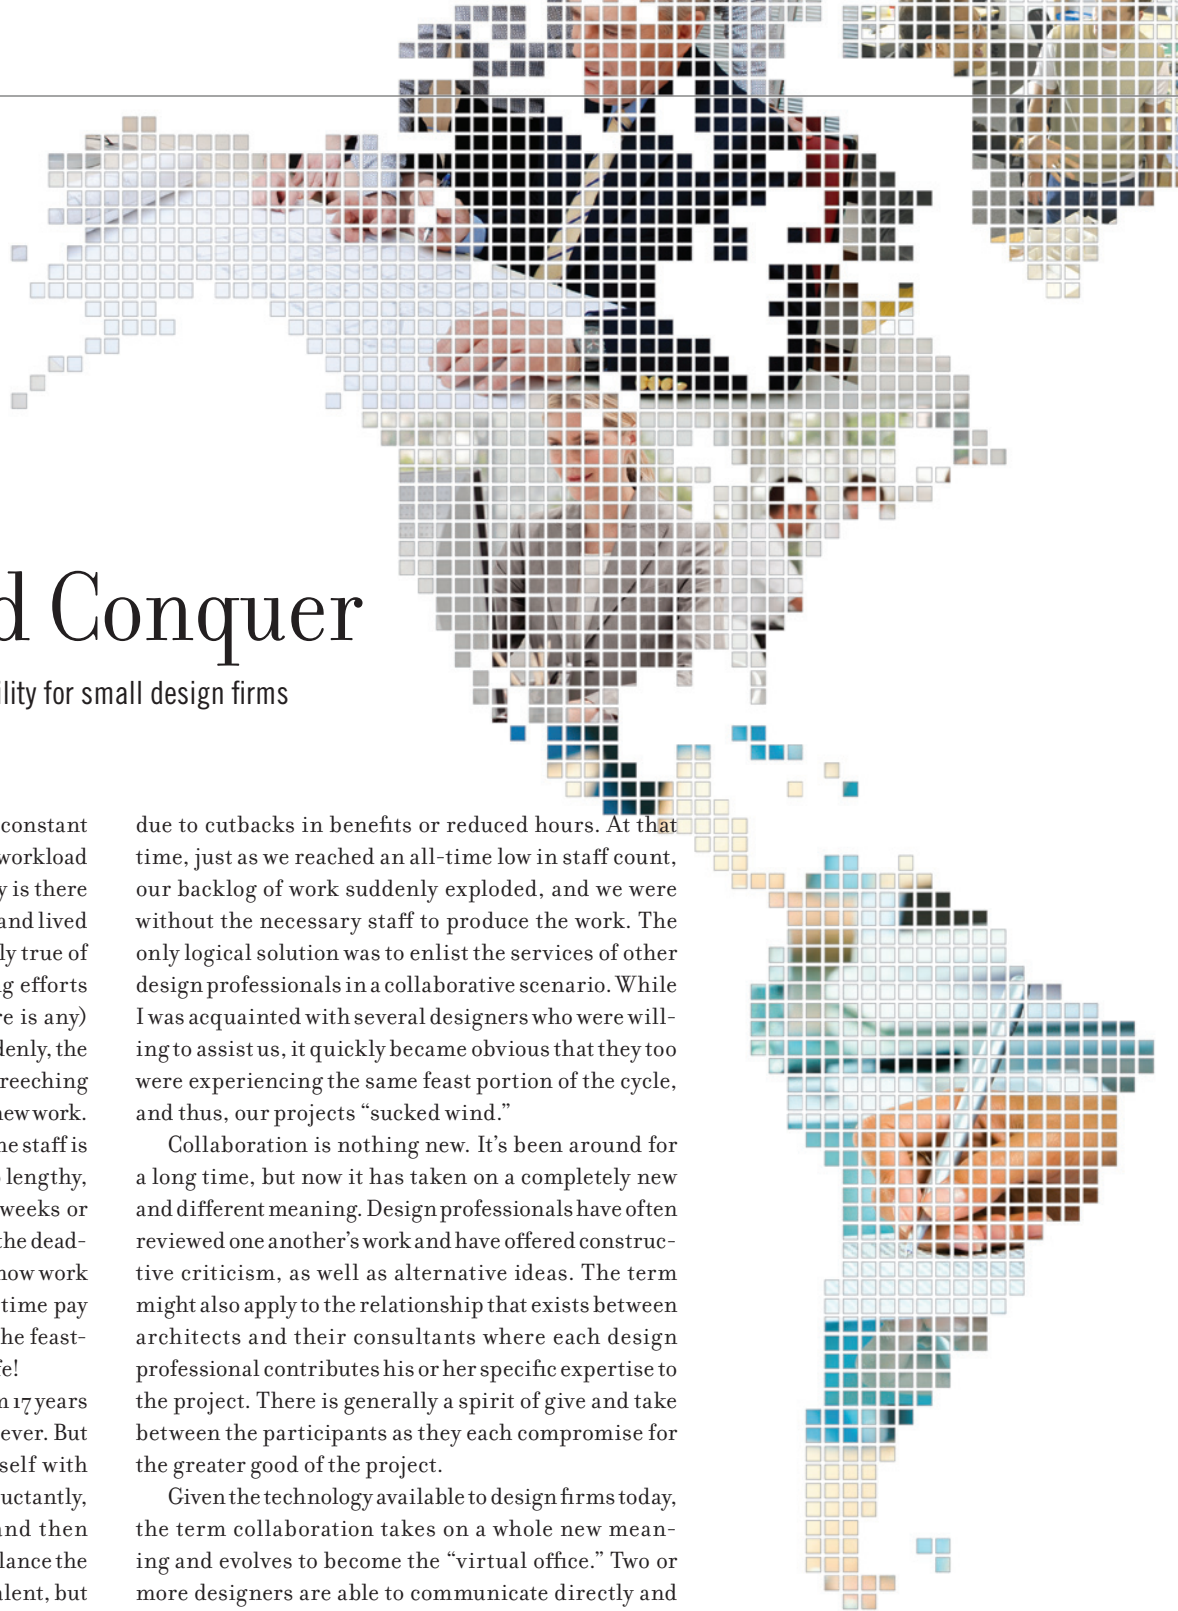 d Conquer
ility for small design firms
constant
workload
y is there
and lived
ly true of
g efforts
re is any)
denly, the
reeching
new work.
he staff is
lengthy,
weeks or
the dead-
now work
time pay
he feast-
fe!
n 17 years
ever. But
self with
uctantly,
and then
lance the
alent, but
due to cutbacks in benefits or reduced hours. At that
time, just as we reached an all-time low in staff count,
our backlog of work suddenly exploded, and we were
without the necessary staff to produce the work. The
only logical solution was to enlist the services of other
design professionals in a collaborative scenario. While
I was acquainted with several designers who were will-
ing to assist us, it quickly became obvious that they too
were experiencing the same feast portion of the cycle,
and thus, our projects “sucked wind.”
Collaboration is nothing new. It’s been around for
a long time, but now it has taken on a completely new
and different meaning. Design professionals have often
reviewed one another’s work and have offered construc-
tive criticism, as well as alternative ideas. The term
might also apply to the relationship that exists between
architects and their consultants where each design
professional contributes his or her specific expertise to
the project. There is generally a spirit of give and take
between the participants as they each compromise for
the greater good of the project.
Given the technology available to design firms today,
the term collaboration takes on a whole new mean-
ing and evolves to become the “virtual office.” Two or
more designers are able to communicate directly and